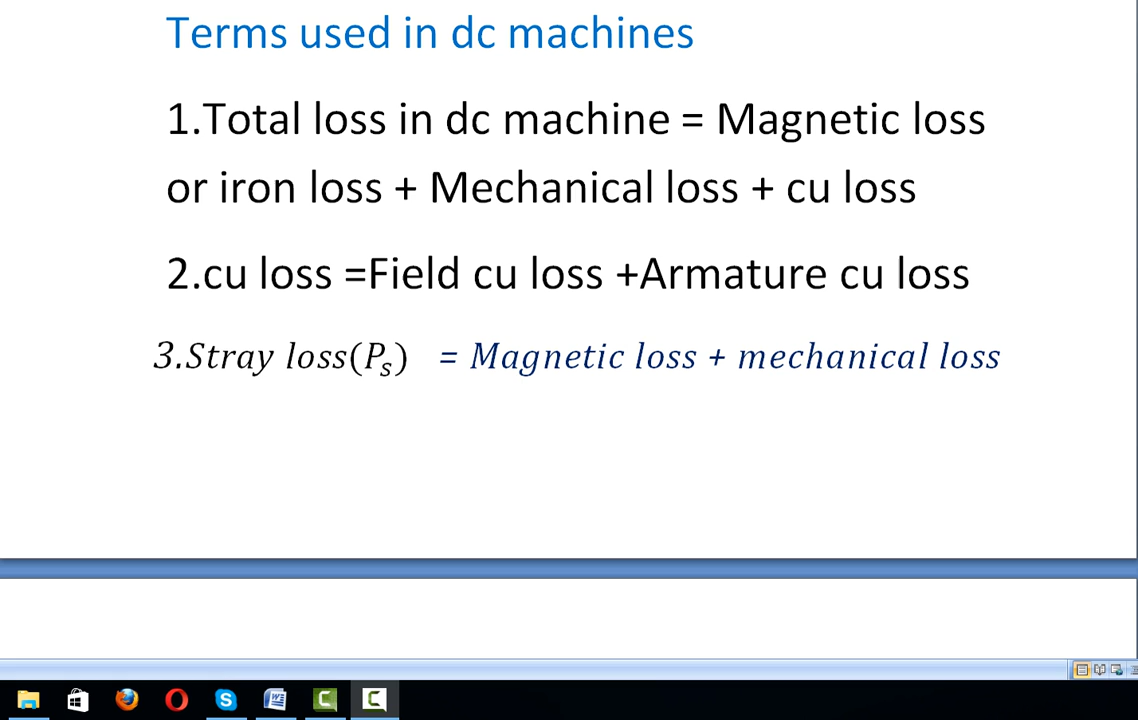 Terms used in dc machines
1.Total loss in dc machine = Magnetic loss
or iron loss + Mechanical loss + cu loss
2.cu loss =Field cu loss +Armature cu loss
3.Stray loss(Pₛ) = Magnetic loss + mechanical loss